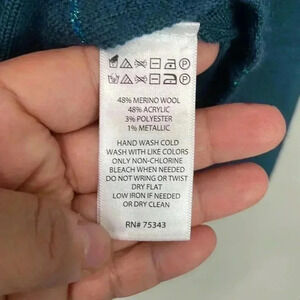 48% MERINO WOOL
48% ACRYLIC
3% POLYESTER
1% METALLIC
HAND WASH COLD
WASH WITH LIKE COLORS
ONLY NON-CHLORINE
BLEACH WHEN NEEDED
DO NOT WRING OR TWIST
DRY FLAT
LOW IRON IF NEEDED
OR DRY CLEAN
RN# 75343